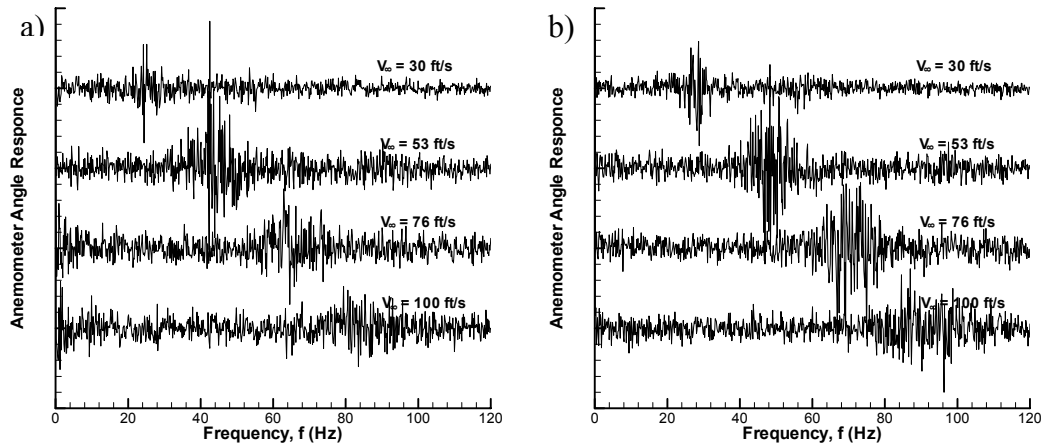 a)
Anemometer Angle Responce
V∞ = 30 ft/s
V∞ = 53 ft/s
V∞ = 76 ft/s
V∞ = 100 ft/s
0 20 40 60 80 100 120
Frequency, f (Hz)
b)
Anemometer Angle Responce
V∞ = 30 ft/s
V∞ = 53 ft/s
V∞ = 76 ft/s
V∞ = 100 ft/s
0 20 40 60 80 100 120
Frequency, f (Hz)